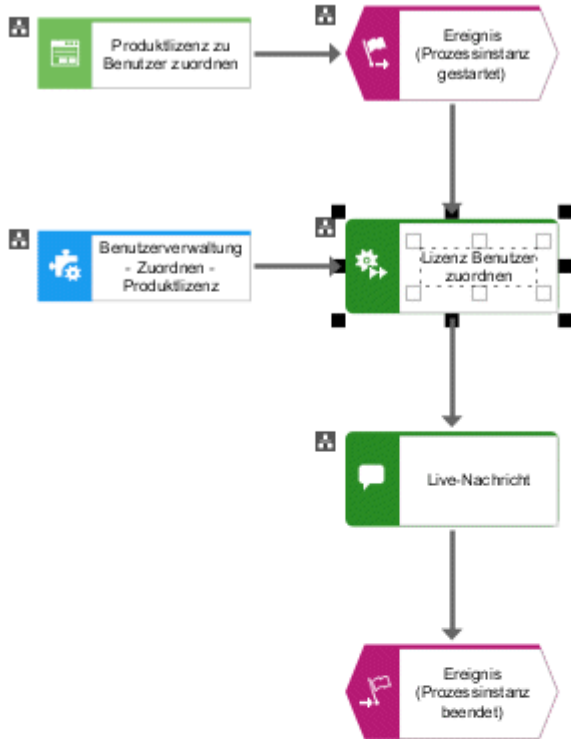 Produktlizenz zu
Benutzer zuordnen
Ereignis
(Prozessinstanz
gestartet)
Benutzerverwaltung
- Zuordnen -
Produktlizenz
Lizenz Benutzer
zuordnen
Live-Nachricht
Ereignis
(Prozessinstanz
beendet)